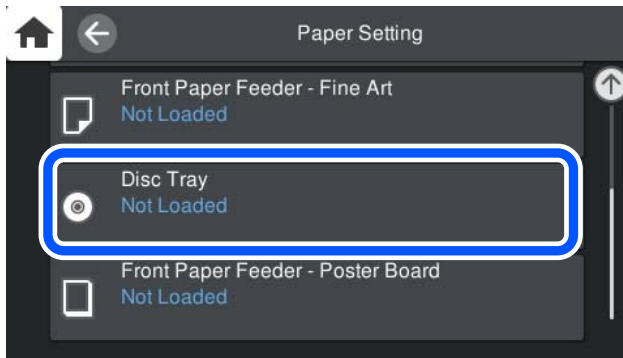 Paper Setting
Front Paper Feeder - Fine Art
Not Loaded
Disc Tray
Not Loaded
Front Paper Feeder - Poster Board
Not Loaded